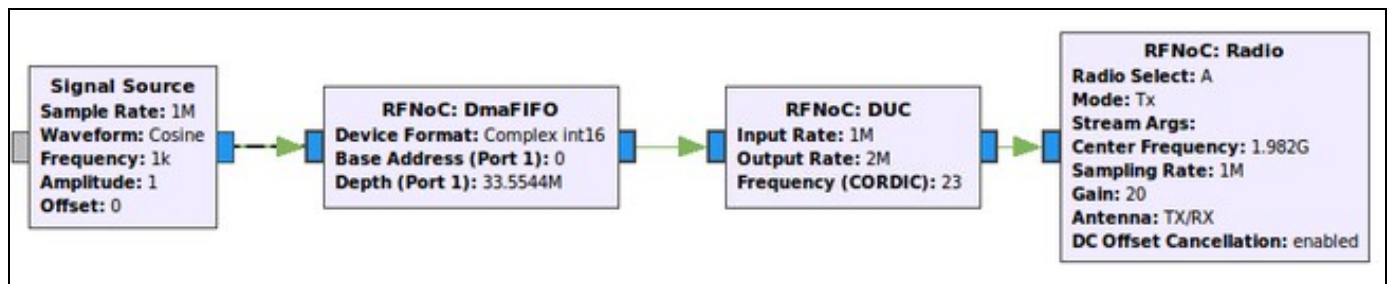 Signal Source
Sample Rate: 1M
Waveform: Cosine
Frequency: 1k
Amplitude: 1
Offset: 0
RFNoC: DmaFIFO
Device Format: Complex int16
Base Address (Port 1): 0
Depth (Port 1): 33.5544M
RFNoC: DUC
Input Rate: 1M
Output Rate: 2M
Frequency (CORDIC): 23
RFNoC: Radio
Radio Select: A
Mode: Tx
Stream Args:
Center Frequency: 1.982G
Sampling Rate: 1M
Gain: 20
Antenna: TX/RX
DC Offset Cancellation: enabled